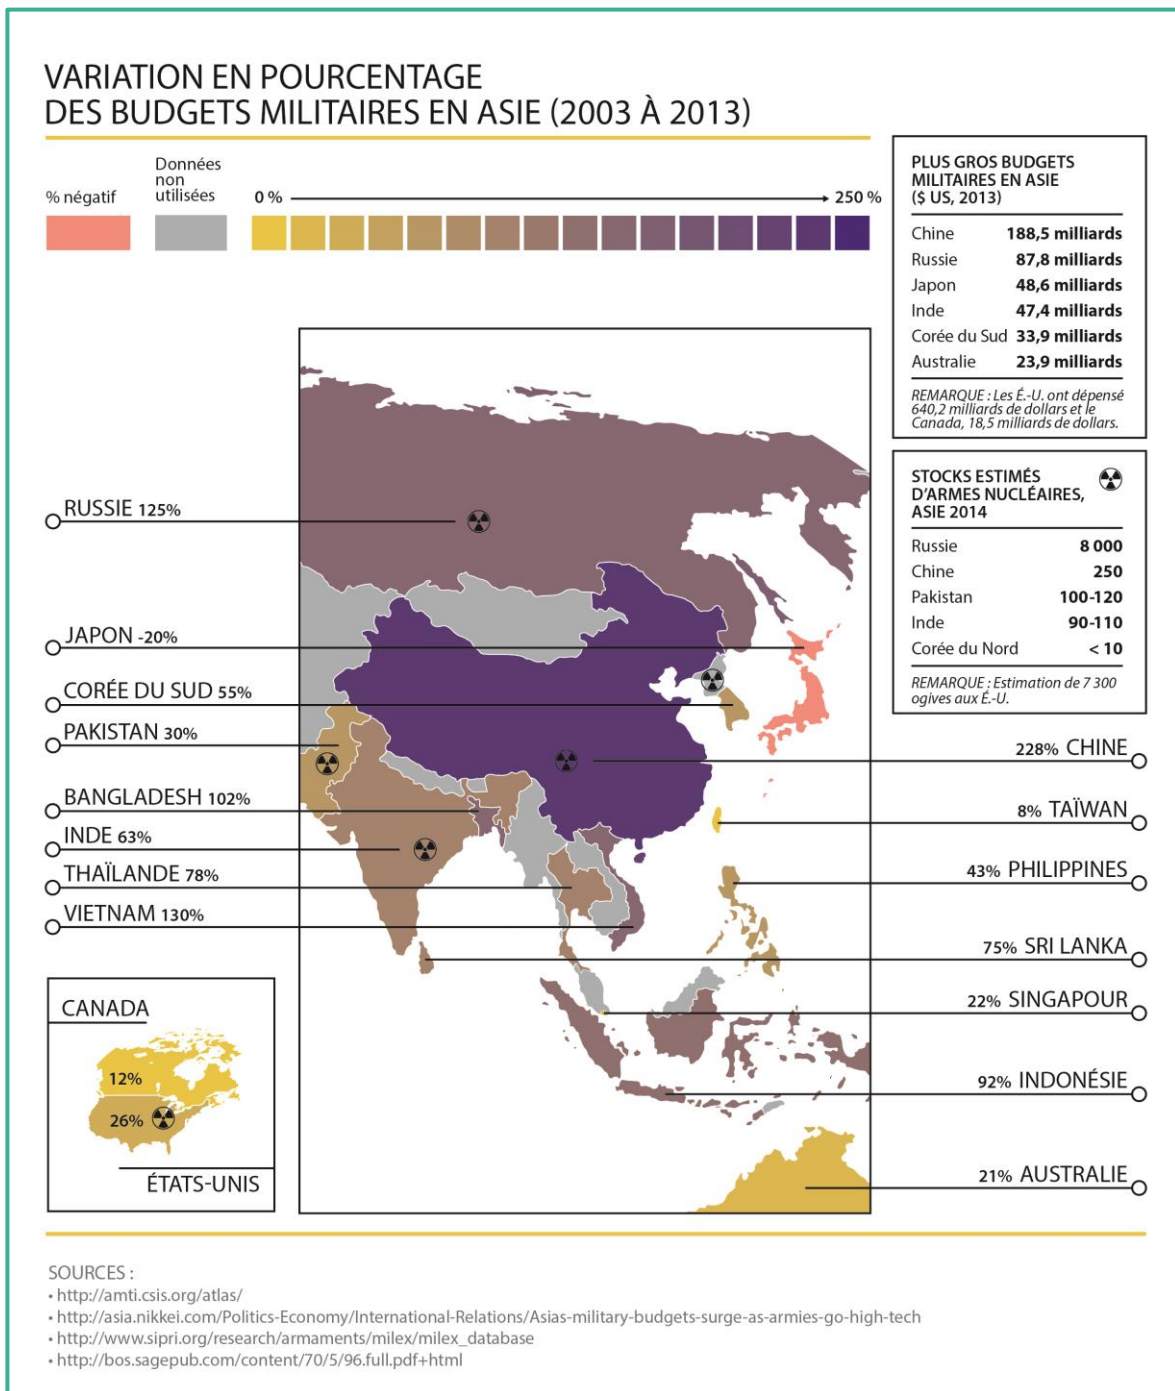 VARIATION EN POURCENTAGE
DES BUDGETS MILITAIRES EN ASIE (2003 À 2013)
% négatif
Données
non
utilisées
0 %
250 %
PLUS GROS BUDGETS
MILITAIRES EN ASIE
($ US, 2013)
Chine 188,5 milliards
Russie 87,8 milliards
Japon 48,6 milliards
Inde 47,4 milliards
Corée du Sud 33,9 milliards
Australie 23,9 milliards
REMARQUE : Les É.-U. ont dépensé
640,2 milliards de dollars et le
Canada, 18,5 milliards de dollars.
STOCKS ESTIMÉS
D'ARMES NUCLÉAIRES,
ASIE 2014
Russie 8 000
Chine 250
Pakistan 100-120
Inde 90-110
Corée du Nord < 10
REMARQUE : Estimation de 7 300
ogives aux É.-U.
RUSSIE 125%
JAPON -20%
CORÉE DU SUD 55%
PAKISTAN 30%
BANGLADESH 102%
INDE 63%
THAÏLANDE 78%
VIETNAM 130%
228% CHINE
8% TAÏWAN
43% PHILIPPINES
75% SRI LANKA
22% SINGAPOUR
92% INDONÉSIE
21% AUSTRALIE
CANADA
12%
26%
ÉTATS-UNIS
SOURCES :
• http://amti.csis.org/atlas/
• http://asia.nikkei.com/Politics-Economy/International-Relations/Asias-military-budgets-surge-as-armies-go-high-tech
• http://www.sipri.org/research/armaments/milex/milex_database
• http://bos.sagepub.com/content/70/5/96.full.pdf+html